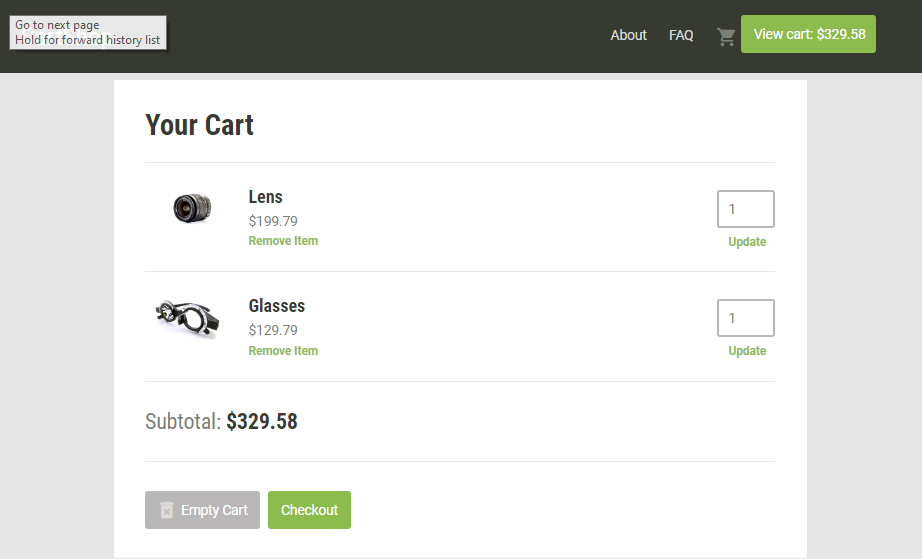 Go to next page
Hold for forward history list
About
FAQ
View cart: $329.58
Your Cart
Lens
$199.79
Remove Item
1
Update
Glasses
$129.79
Remove Item
1
Update
Subtotal: $329.58
Empty Cart
Checkout